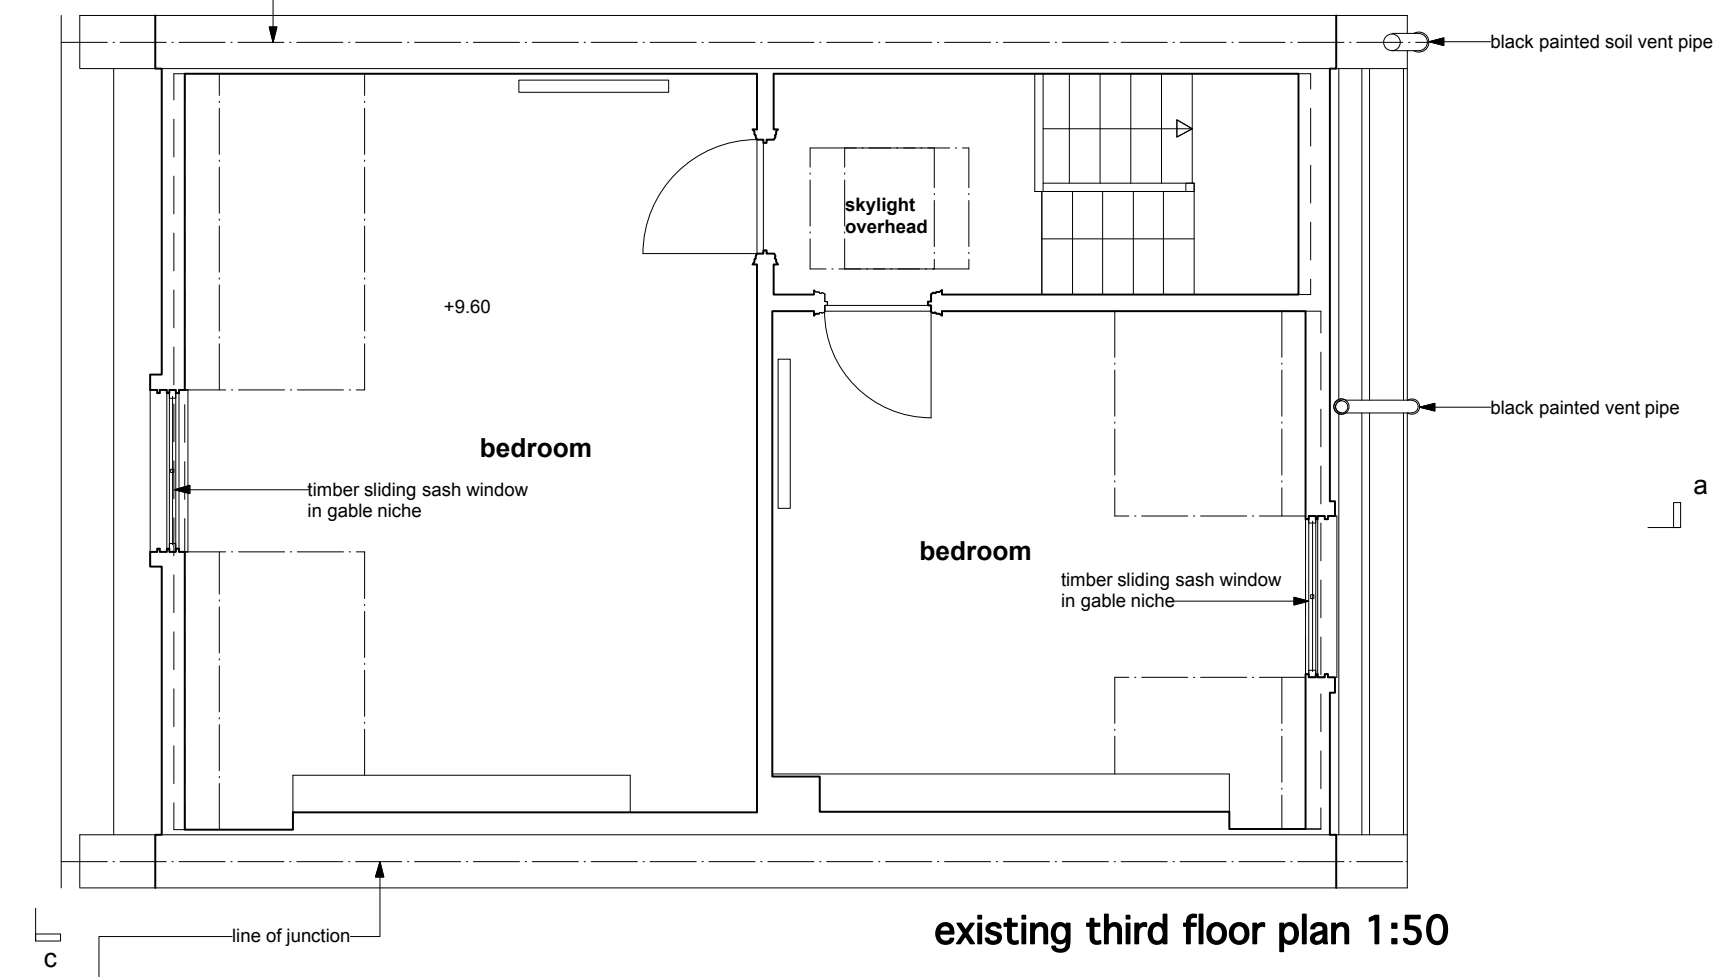 black painted soil vent pipe
skylight
overhead
+9.60
black painted vent pipe
bedroom
timber sliding sash window
in gable niche
a
bedroom
timber sliding sash window
in gable niche
existing third floor plan 1:50
line of junction
c